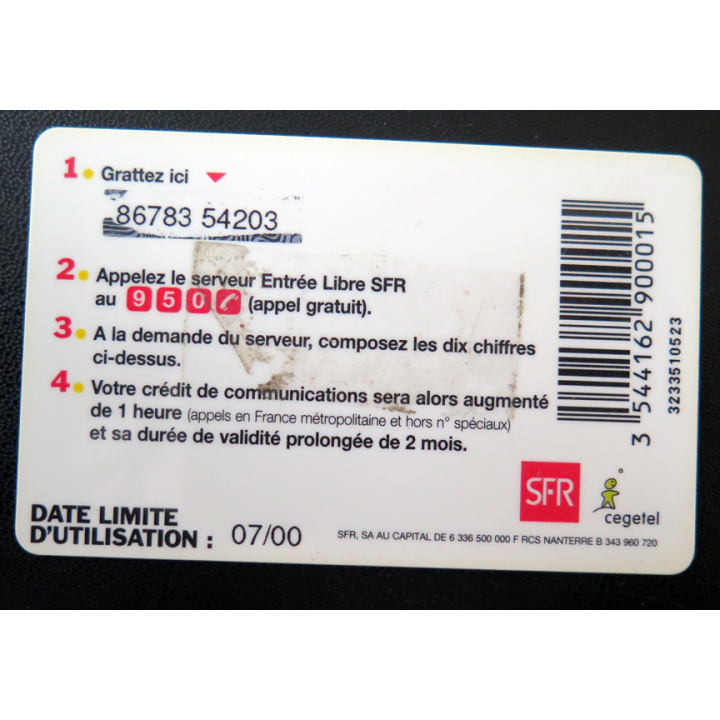 1. Grattez ici
86783 54203
2. Appelez le serveur Entrée Libre SFR
au 950 (appel gratuit).
3. A la demande du serveur, composez les dix chiffres
ci-dessus.
4. Votre crédit de communications sera alors augmenté
de 1 heure (appels en France métropolitaine et hors n° spéciaux)
et sa durée de validité prolongée de 2 mois.
3 544162 900015
3233510523
SFR
cegetel
DATE LIMITE
D'UTILISATION : 07/00
SFR, SA AU CAPITAL DE 6 336 500 000 F RCS NANTERRE B 343 960 720